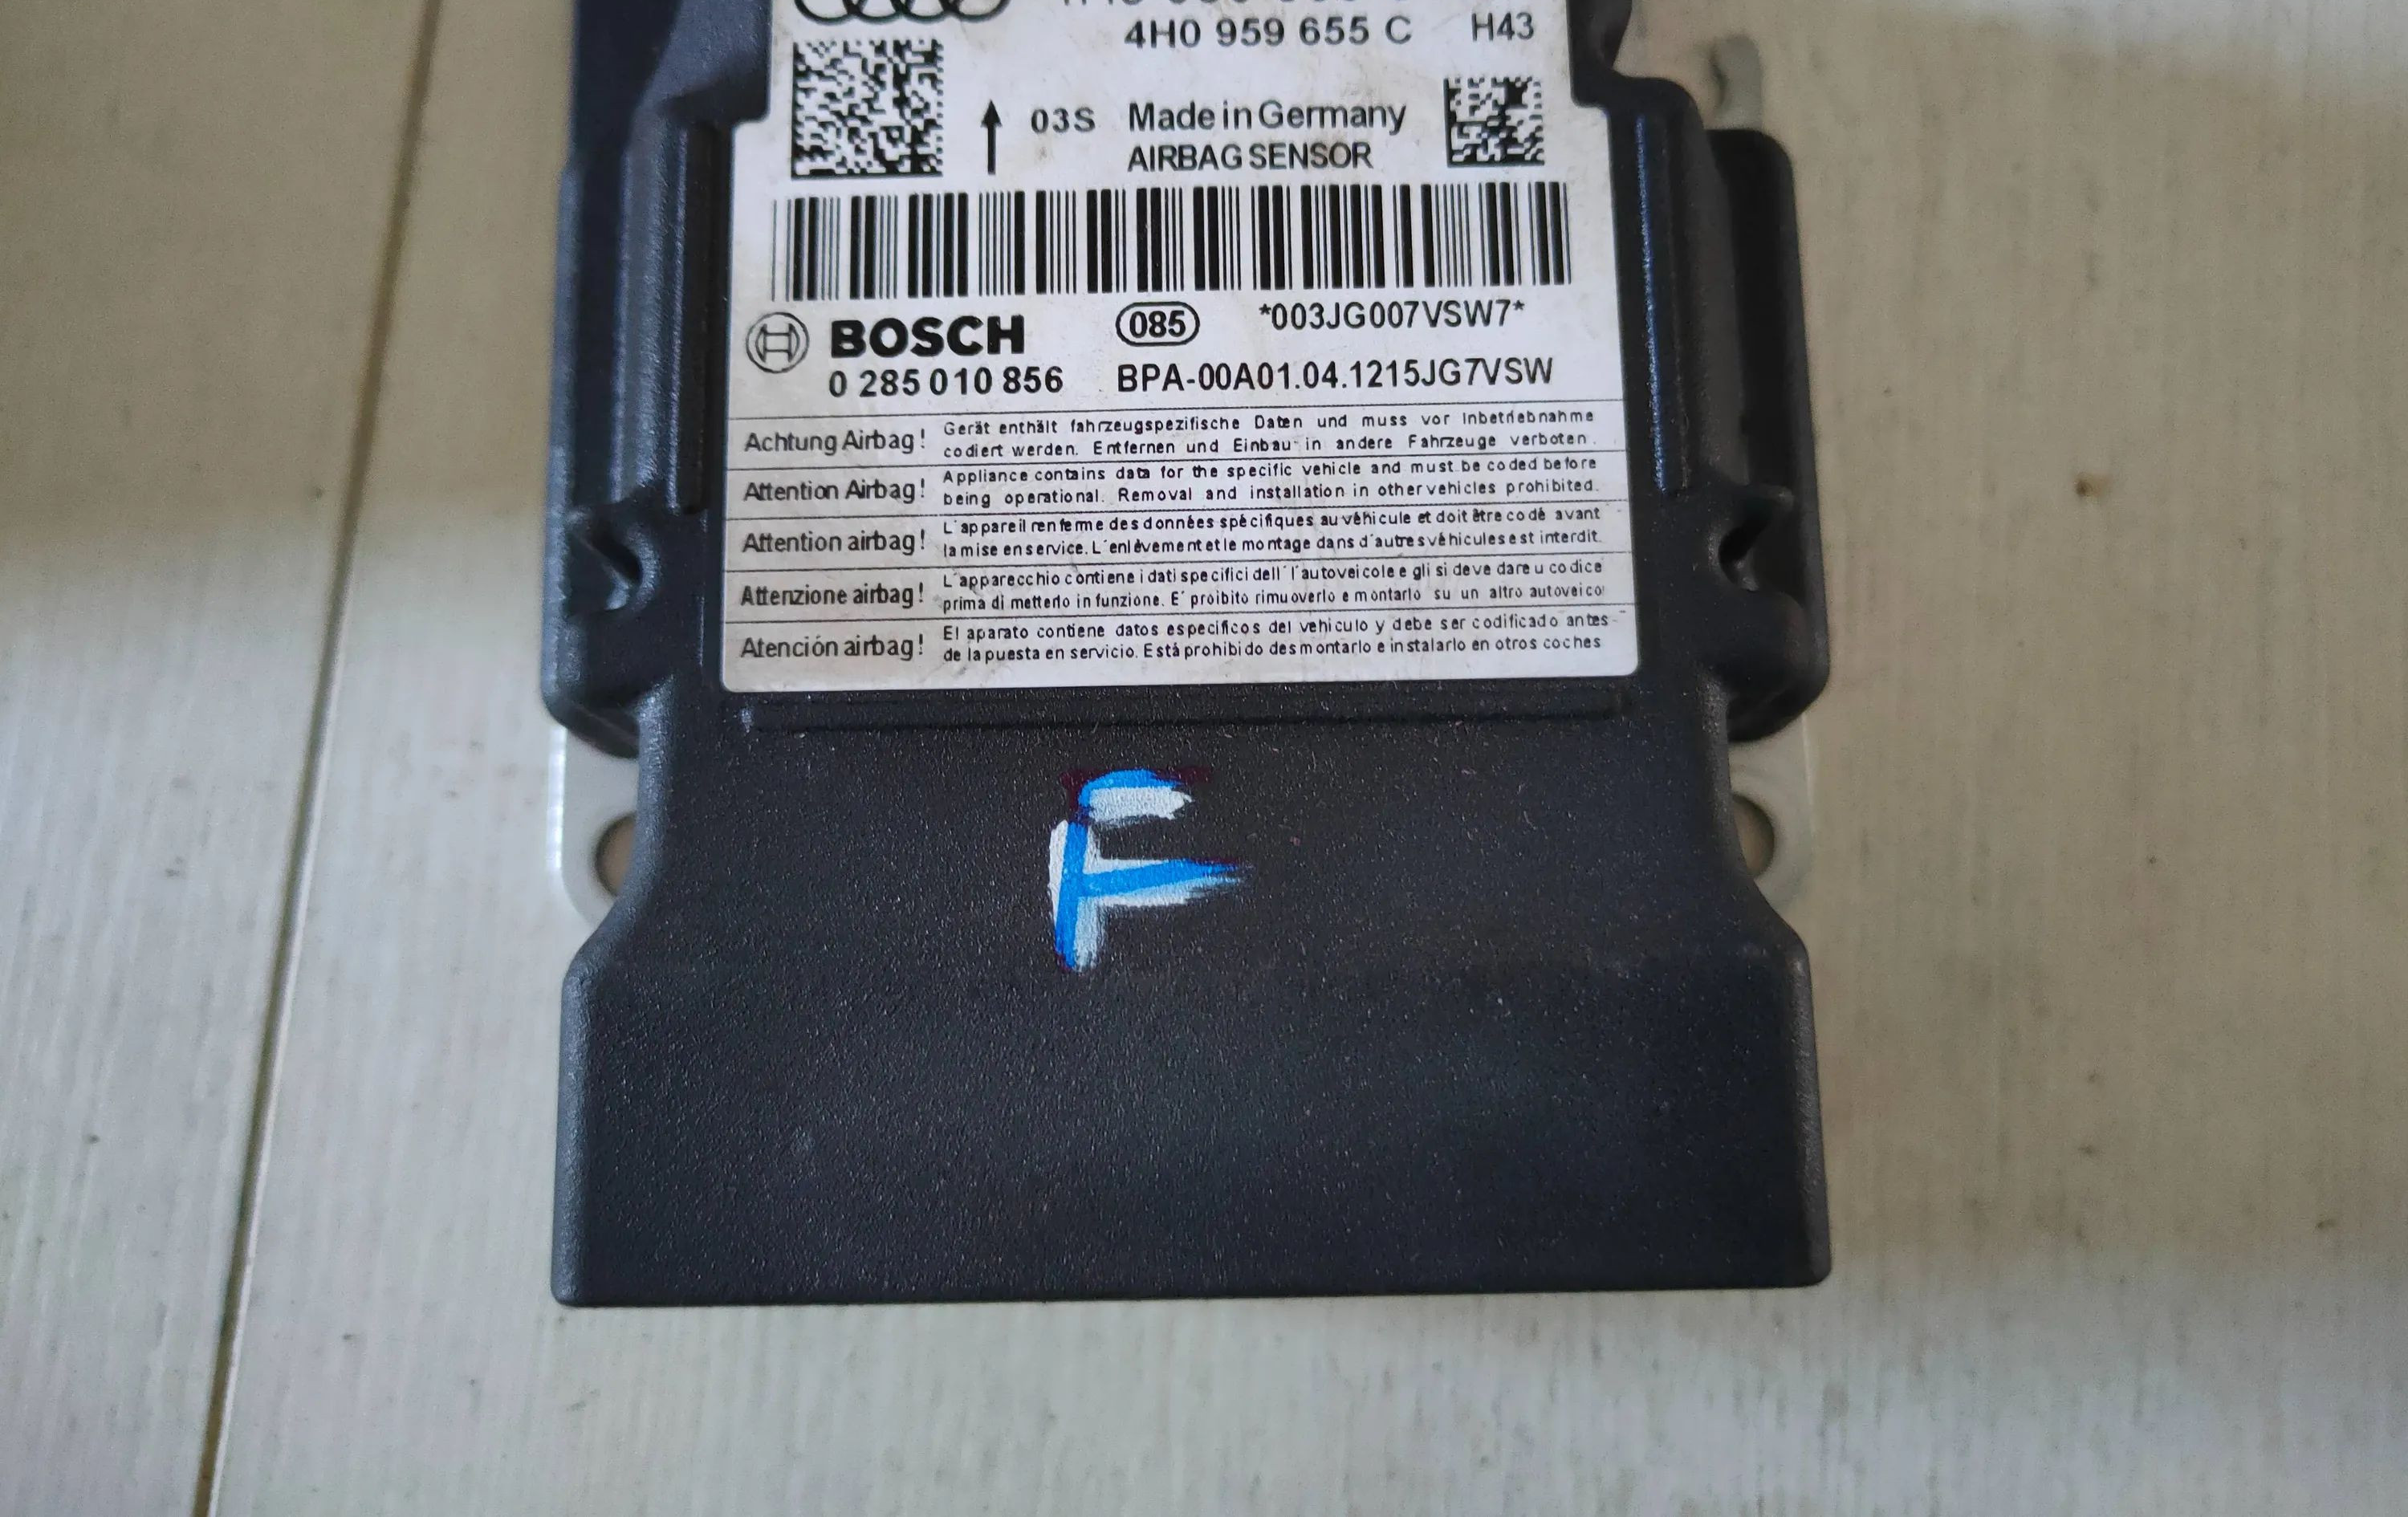 4H0 959 655 C H43
03S Made in Germany
AIRBAG SENSOR
085 *003JG007VSW7*
BOSCH
0 285 010 856 BPA-00A01.04.1215JG7VSW
Achtung Airbag! Gerät enthält fahrzeugspezifische Daten und muss vor Inbetriebnahme
codiert werden. Entfernen und Einbau in andere Fahrzeuge verboten.
Attention Airbag! Appliance contains data for the specific vehicle and must be coded before
being operational. Removal and installation in other vehicles prohibited.
Attention airbag! L'appareil renferme des données spécifiques au véhicule et doit être codé avant
la mise en service. L'enlèvement et le montage dans d'autres véhicules est interdit.
Attenzione airbag! L'apparecchio contiene i dati specifici dell'l'autoveicolo e gli si deve dare u codice
prima di metterlo in funzione. E' proibito rimuoverlo e montarlo su un altro autoveico
Atención airbag! El aparato contiene datos especificos del vehiculo y debe ser codificado antes
de la puesta en servicio. Está prohibido desmontarlo e instalarlo en otros coches
F